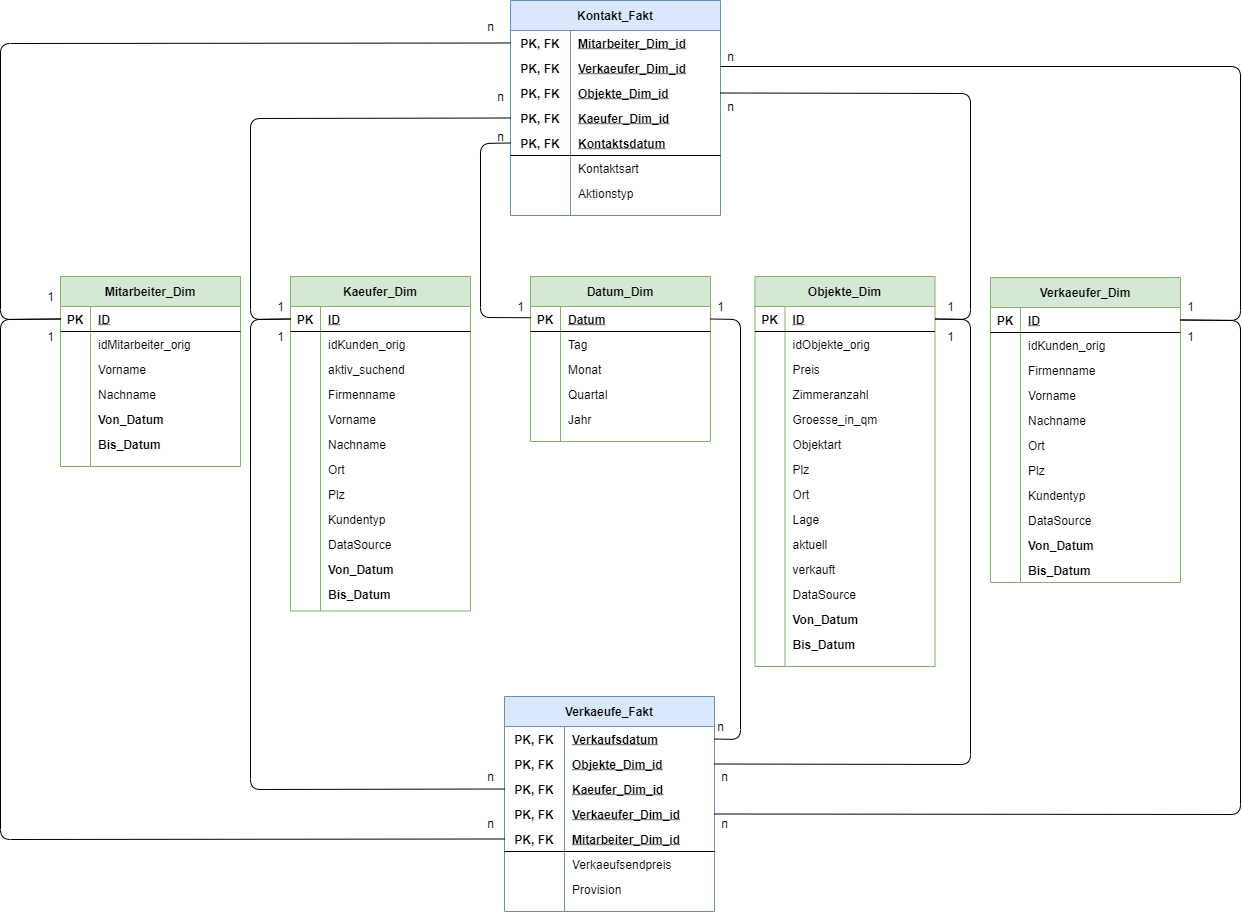 Kontakt_Fakt
n
PK, FK Mitarbeiter_Dim_id
n
PK, FK Verkaeufer_Dim_id
n
PK, FK Objekte_Dim_id
n
PK, FK Kaeufer_Dim_id
n
PK, FK Kontaktsdatum
Kontaktsart
Aktionstyp
Mitarbeiter_Dim
1
PK ID
1
idMitarbeiter_orig
Vorname
Nachname
Von_Datum
Bis_Datum
Kaeufer_Dim
1
PK ID
1
idKunden_orig
aktiv_suchend
Firmenname
Vorname
Nachname
Ort
Plz
Kundentyp
DataSource
Von_Datum
Bis_Datum
Datum_Dim
1
1
PK Datum
Tag
Monat
Quartal
Jahr
Objekte_Dim
1
PK ID
1
idObjekte_orig
Preis
Zimmeranzahl
Groesse_in_qm
Objektart
Plz
Ort
Lage
aktuell
verkauft
DataSource
Von_Datum
Bis_Datum
Verkaeufer_Dim
1
PK ID
1
idKunden_orig
Firmenname
Vorname
Nachname
Ort
Plz
Kundentyp
DataSource
Von_Datum
Bis_Datum
Verkaeufe_Fakt
n
PK, FK Verkaufsdatum
PK, FK Objekte_Dim_id
n
n
PK, FK Kaeufer_Dim_id
PK, FK Verkaeufer_Dim_id
n
n
PK, FK Mitarbeiter_Dim_id
Verkaeufsendpreis
Provision